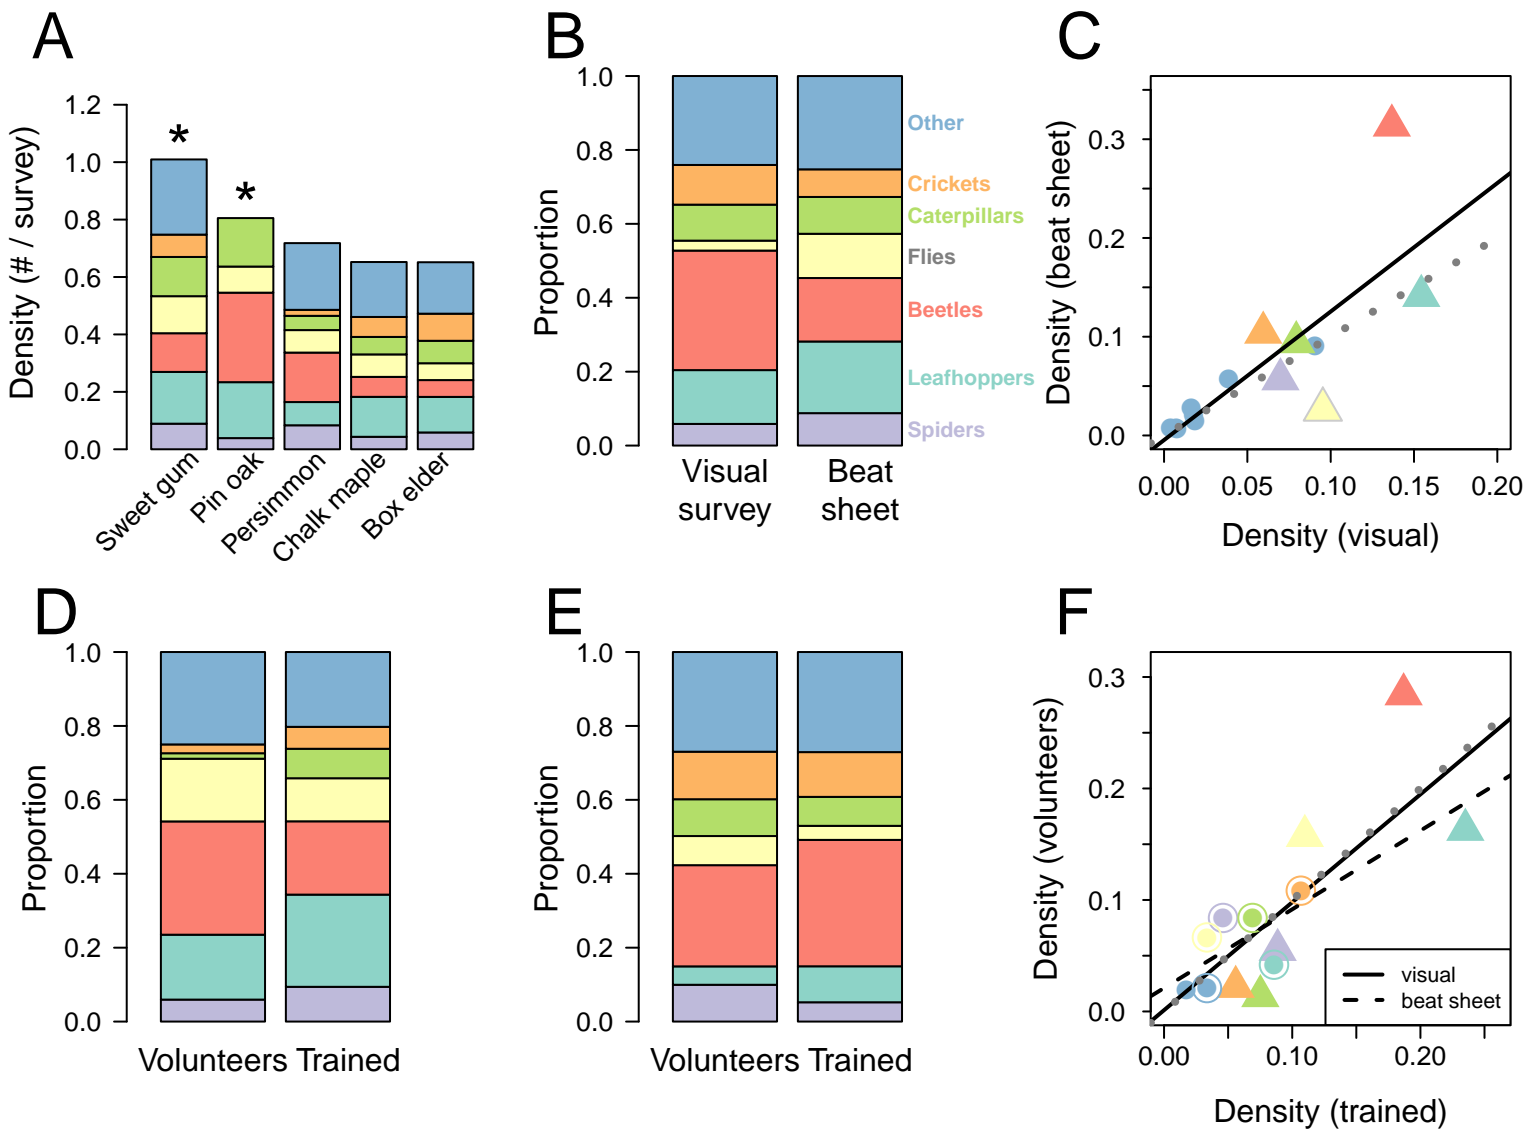 A
Density (# / survey)
1.2
1.0
0.8
0.6
0.4
0.2
0.0
*
*
Sweet gum
Pin oak
Persimmon
Chalk maple
Box elder
B
Proportion
1.0
0.8
0.6
0.4
0.2
0.0
Other
Crickets
Caterpillars
Flies
Beetles
Leafhoppers
Spiders
Visual
survey
Beat
sheet
C
Density (beat sheet)
0.3
0.2
0.1
0.0
0.00 0.05 0.10 0.15 0.20
Density (visual)
D
Proportion
1.0
0.8
0.6
0.4
0.2
0.0
Volunteers Trained
E
Proportion
1.0
0.8
0.6
0.4
0.2
0.0
Volunteers Trained
F
Density (volunteers)
0.3
0.2
0.1
0.0
visual
beat sheet
0.00 0.10 0.20
Density (trained)